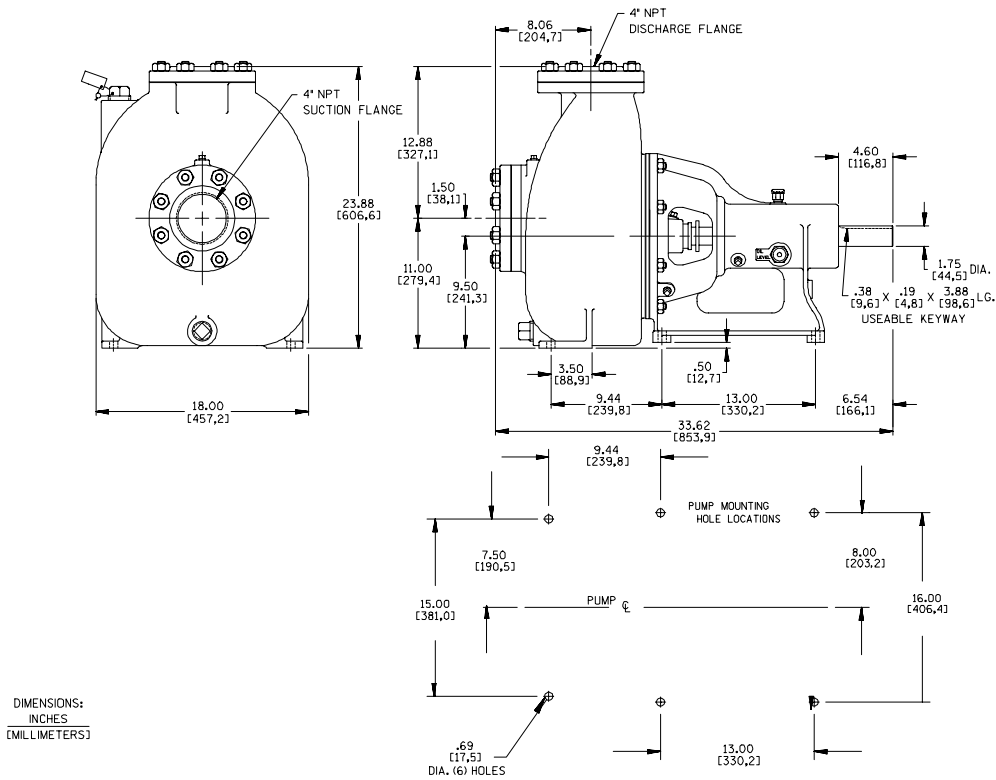 8.06
[204,7]
4" NPT
DISCHARGE FLANGE
4" NPT
SUCTION FLANGE
12.88
[327,1]
4.60
[116,8]
1.50
[38,1]
23.88
[606,6]
11.00
[279,4]
9.50
[241,3]
OIL
LEVEL
1.75 DIA.
[44,5]
.38 X .19 X 3.88 LG.
[9,6] [4,8] [98,6]
USEABLE KEYWAY
3.50
[88,9]
.50
[12,7]
18.00
[457,2]
9.44
[239,8]
13.00
[330,2]
6.54
[166,1]
33.62
[853,9]
9.44
[239,8]
PUMP MOUNTING
HOLE LOCATIONS
7.50
[190,5]
8.00
[203,2]
15.00
[381,0]
PUMP ℄
16.00
[406,4]
DIMENSIONS:
INCHES
[MILLIMETERS]
.69
[17,5]
DIA. (6) HOLES
13.00
[330,2]